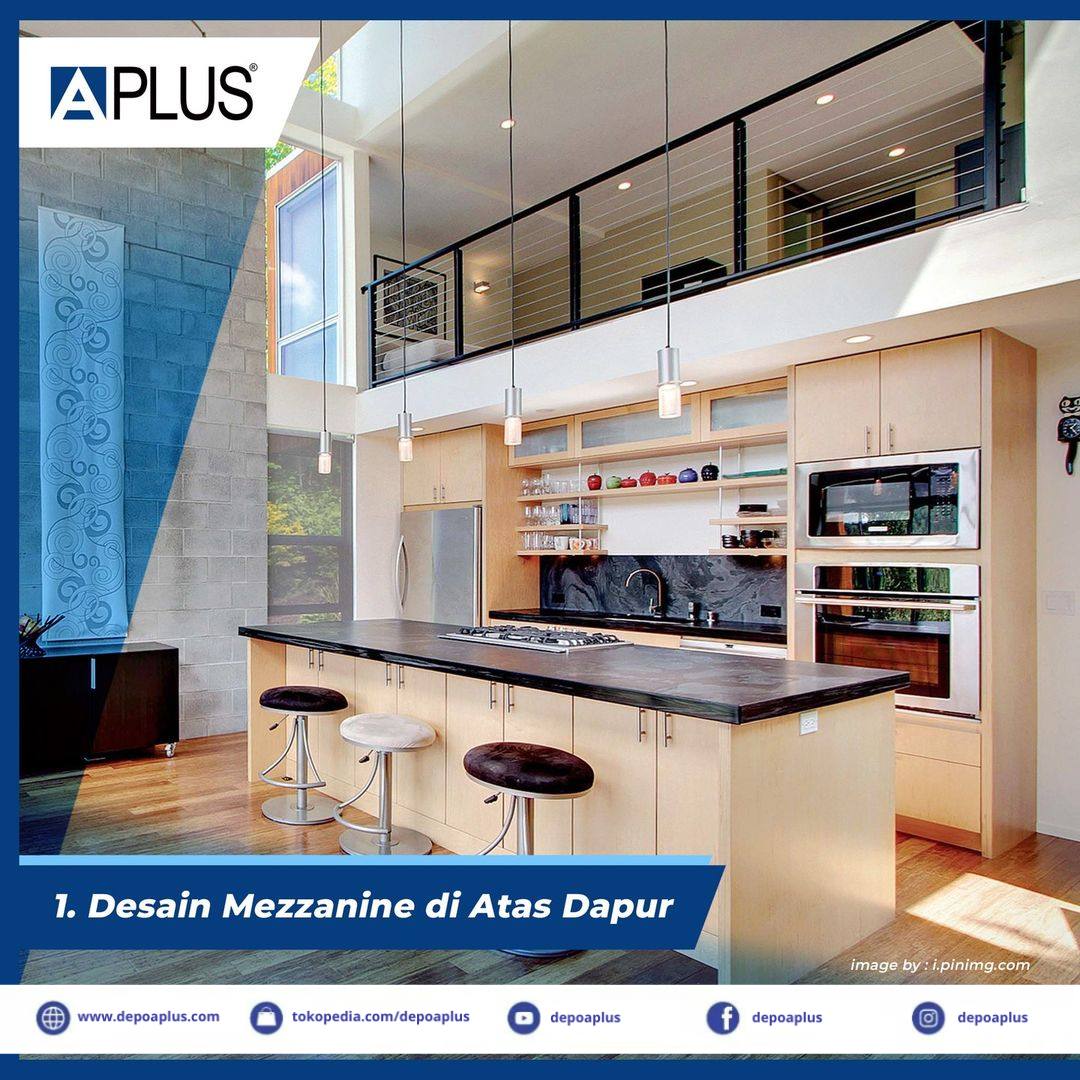 APLUS®
1. Desain Mezzanine di Atas Dapur
image by : i.pinimg.com
www.depoaplus.com
tokopedia.com/depoaplus
depoaplus
depoaplus
depoaplus